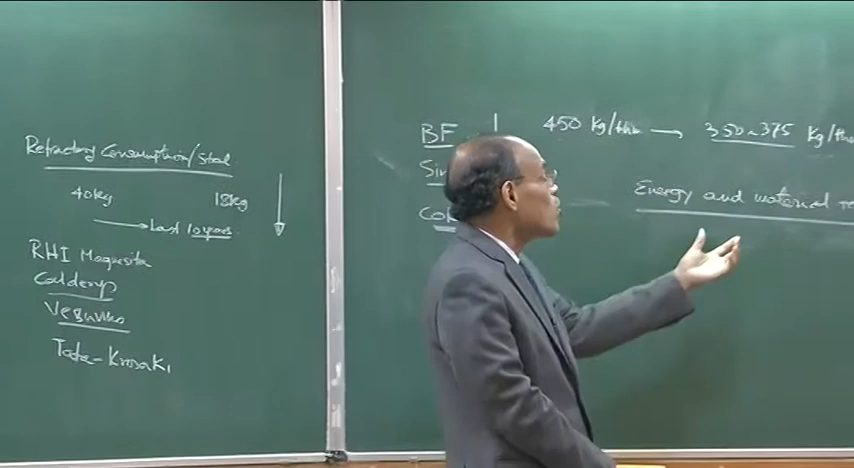 Refractory Consumption/Steel
40kg 18kg
Last 10 years
RHI Magnesita
Calderys
Vesuvius
Tata-Krosaki
BF 450 kg/thm → 350~375 kg/thm
Energy and material